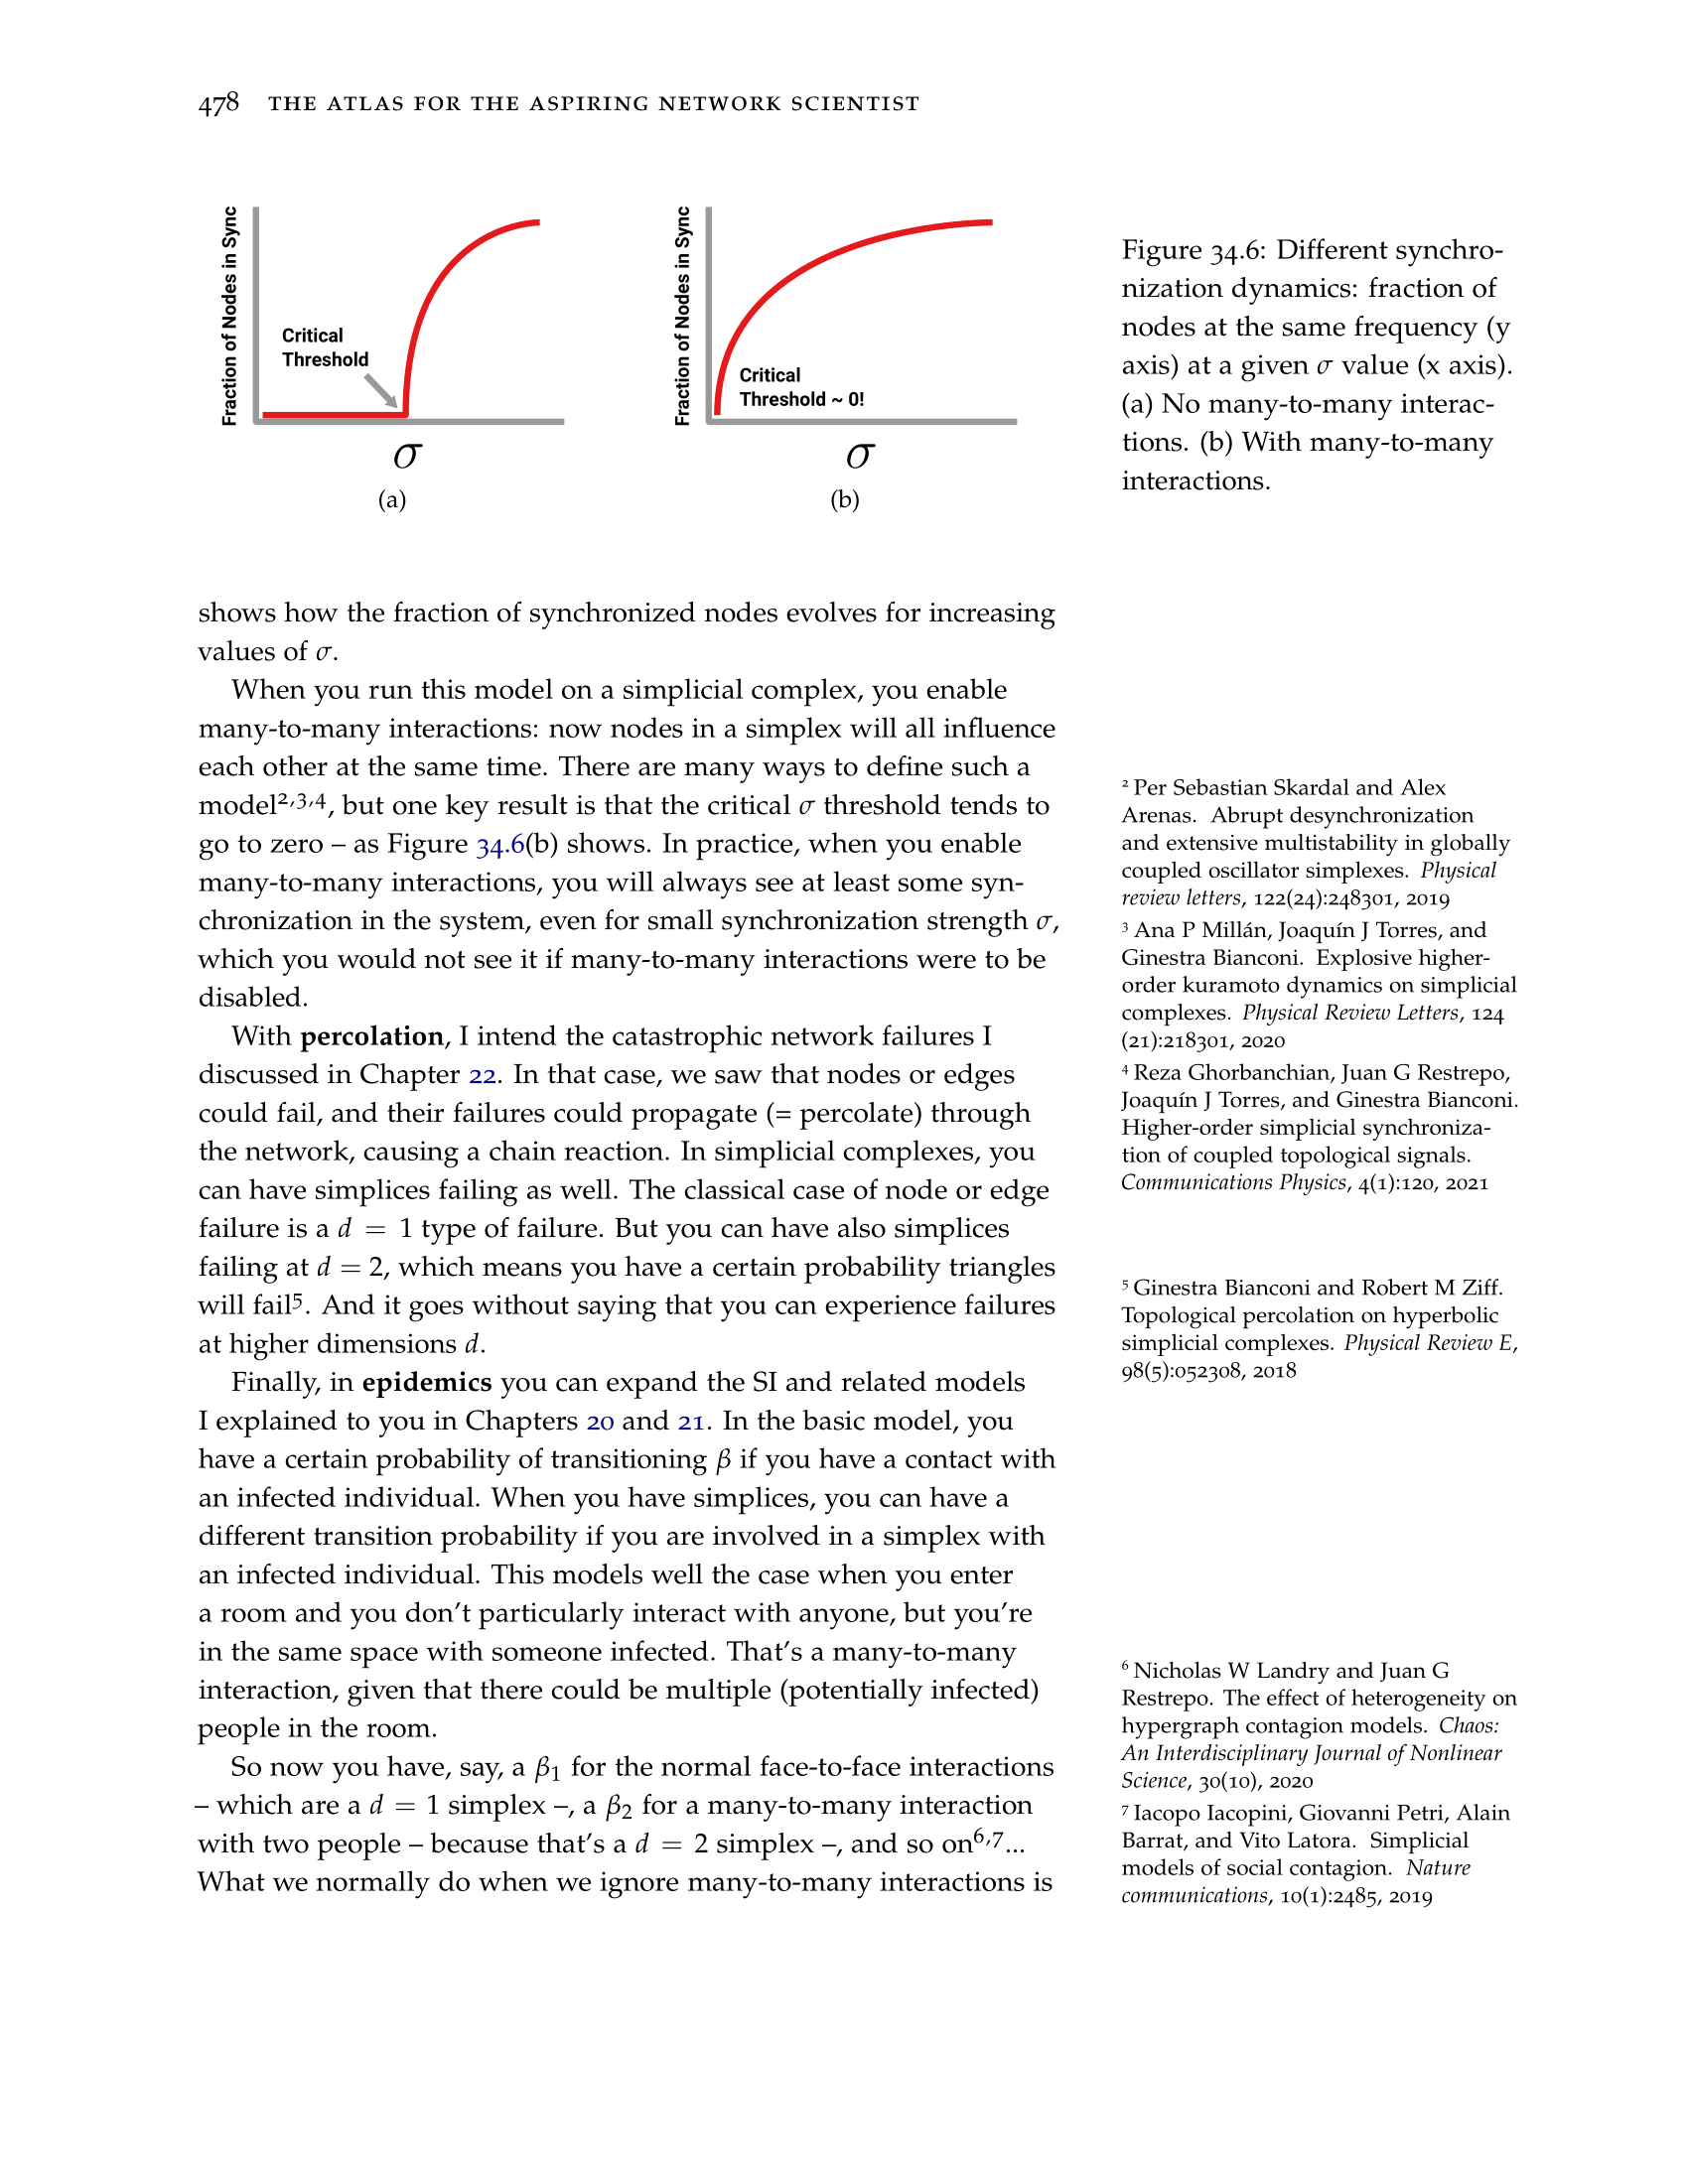 478 THE ATLAS FOR THE ASPIRING NETWORK SCIENTIST
Fraction of Nodes in Sync
Critical
Threshold
σ
(a)
Fraction of Nodes in Sync
Critical
Threshold ~ 0!
σ
(b)
Figure 34.6: Different synchro-
nization dynamics: fraction of
nodes at the same frequency (y
axis) at a given σ value (x axis).
(a) No many-to-many interac-
tions. (b) With many-to-many
interactions.
shows how the fraction of synchronized nodes evolves for increasing
values of σ.
When you run this model on a simplicial complex, you enable
many-to-many interactions: now nodes in a simplex will all influence
each other at the same time. There are many ways to define such a
model2,3,4, but one key result is that the critical σ threshold tends to
go to zero – as Figure 34.6(b) shows. In practice, when you enable
many-to-many interactions, you will always see at least some syn-
chronization in the system, even for small synchronization strength σ,
which you would not see it if many-to-many interactions were to be
disabled.
With percolation, I intend the catastrophic network failures I
discussed in Chapter 22. In that case, we saw that nodes or edges
could fail, and their failures could propagate (= percolate) through
the network, causing a chain reaction. In simplicial complexes, you
can have simplices failing as well. The classical case of node or edge
failure is a d = 1 type of failure. But you can have also simplices
failing at d = 2, which means you have a certain probability triangles
will fail5. And it goes without saying that you can experience failures
at higher dimensions d.
Finally, in epidemics you can expand the SI and related models
I explained to you in Chapters 20 and 21. In the basic model, you
have a certain probability of transitioning β if you have a contact with
an infected individual. When you have simplices, you can have a
different transition probability if you are involved in a simplex with
an infected individual. This models well the case when you enter
a room and you don't particularly interact with anyone, but you're
in the same space with someone infected. That's a many-to-many
interaction, given that there could be multiple (potentially infected)
people in the room.
So now you have, say, a β1 for the normal face-to-face interactions
– which are a d = 1 simplex –, a β2 for a many-to-many interaction
with two people – because that's a d = 2 simplex –, and so on6,7...
What we normally do when we ignore many-to-many interactions is
2 Per Sebastian Skardal and Alex
Arenas. Abrupt desynchronization
and extensive multistability in globally
coupled oscillator simplexes. Physical
review letters, 122(24):248301, 2019
3 Ana P Millán, Joaquín J Torres, and
Ginestra Bianconi. Explosive higher-
order kuramoto dynamics on simplicial
complexes. Physical Review Letters, 124
(21):218301, 2020
4 Reza Ghorbanchian, Juan G Restrepo,
Joaquín J Torres, and Ginestra Bianconi.
Higher-order simplicial synchroniza-
tion of coupled topological signals.
Communications Physics, 4(1):120, 2021
5 Ginestra Bianconi and Robert M Ziff.
Topological percolation on hyperbolic
simplicial complexes. Physical Review E,
98(5):052308, 2018
6 Nicholas W Landry and Juan G
Restrepo. The effect of heterogeneity on
hypergraph contagion models. Chaos:
An Interdisciplinary Journal of Nonlinear
Science, 30(10), 2020
7 Iacopo Iacopini, Giovanni Petri, Alain
Barrat, and Vito Latora. Simplicial
models of social contagion. Nature
communications, 10(1):2485, 2019